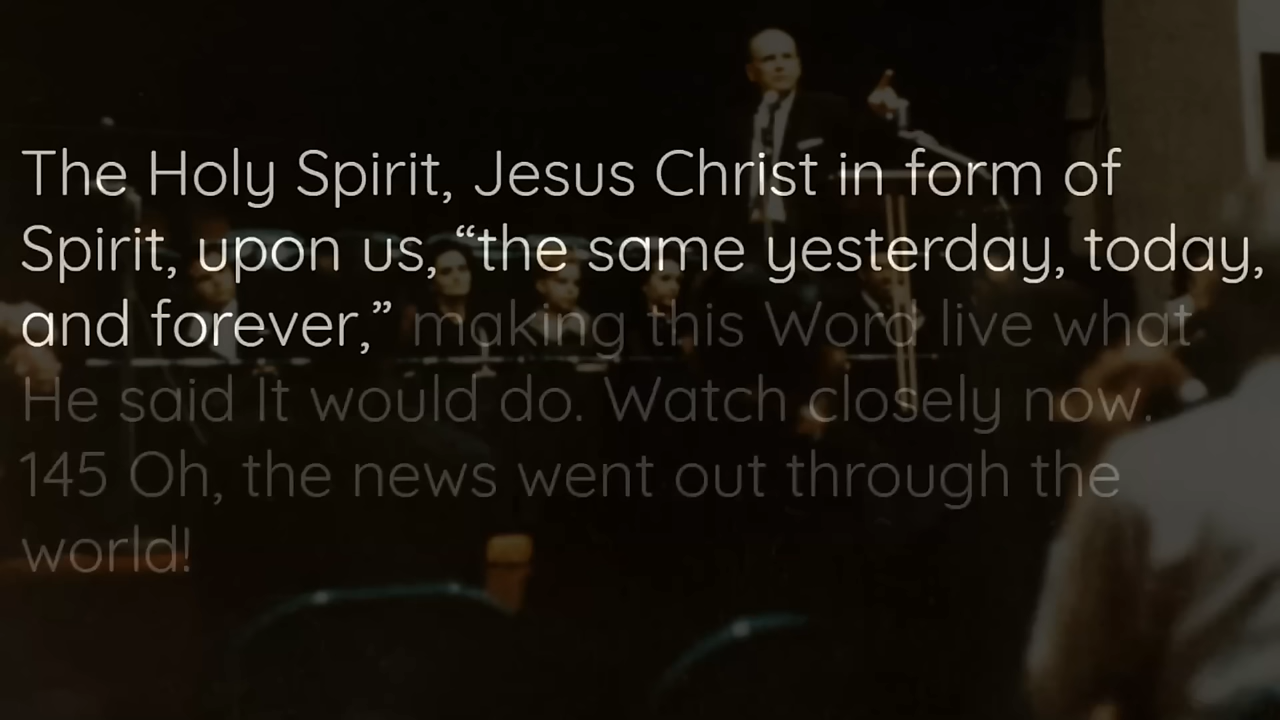 The Holy Spirit, Jesus Christ in form of
Spirit, upon us, “the same yesterday, today,
and forever,” making this Word live what
He said It would do. Watch closely now.
145 Oh, the news went out through the
world!